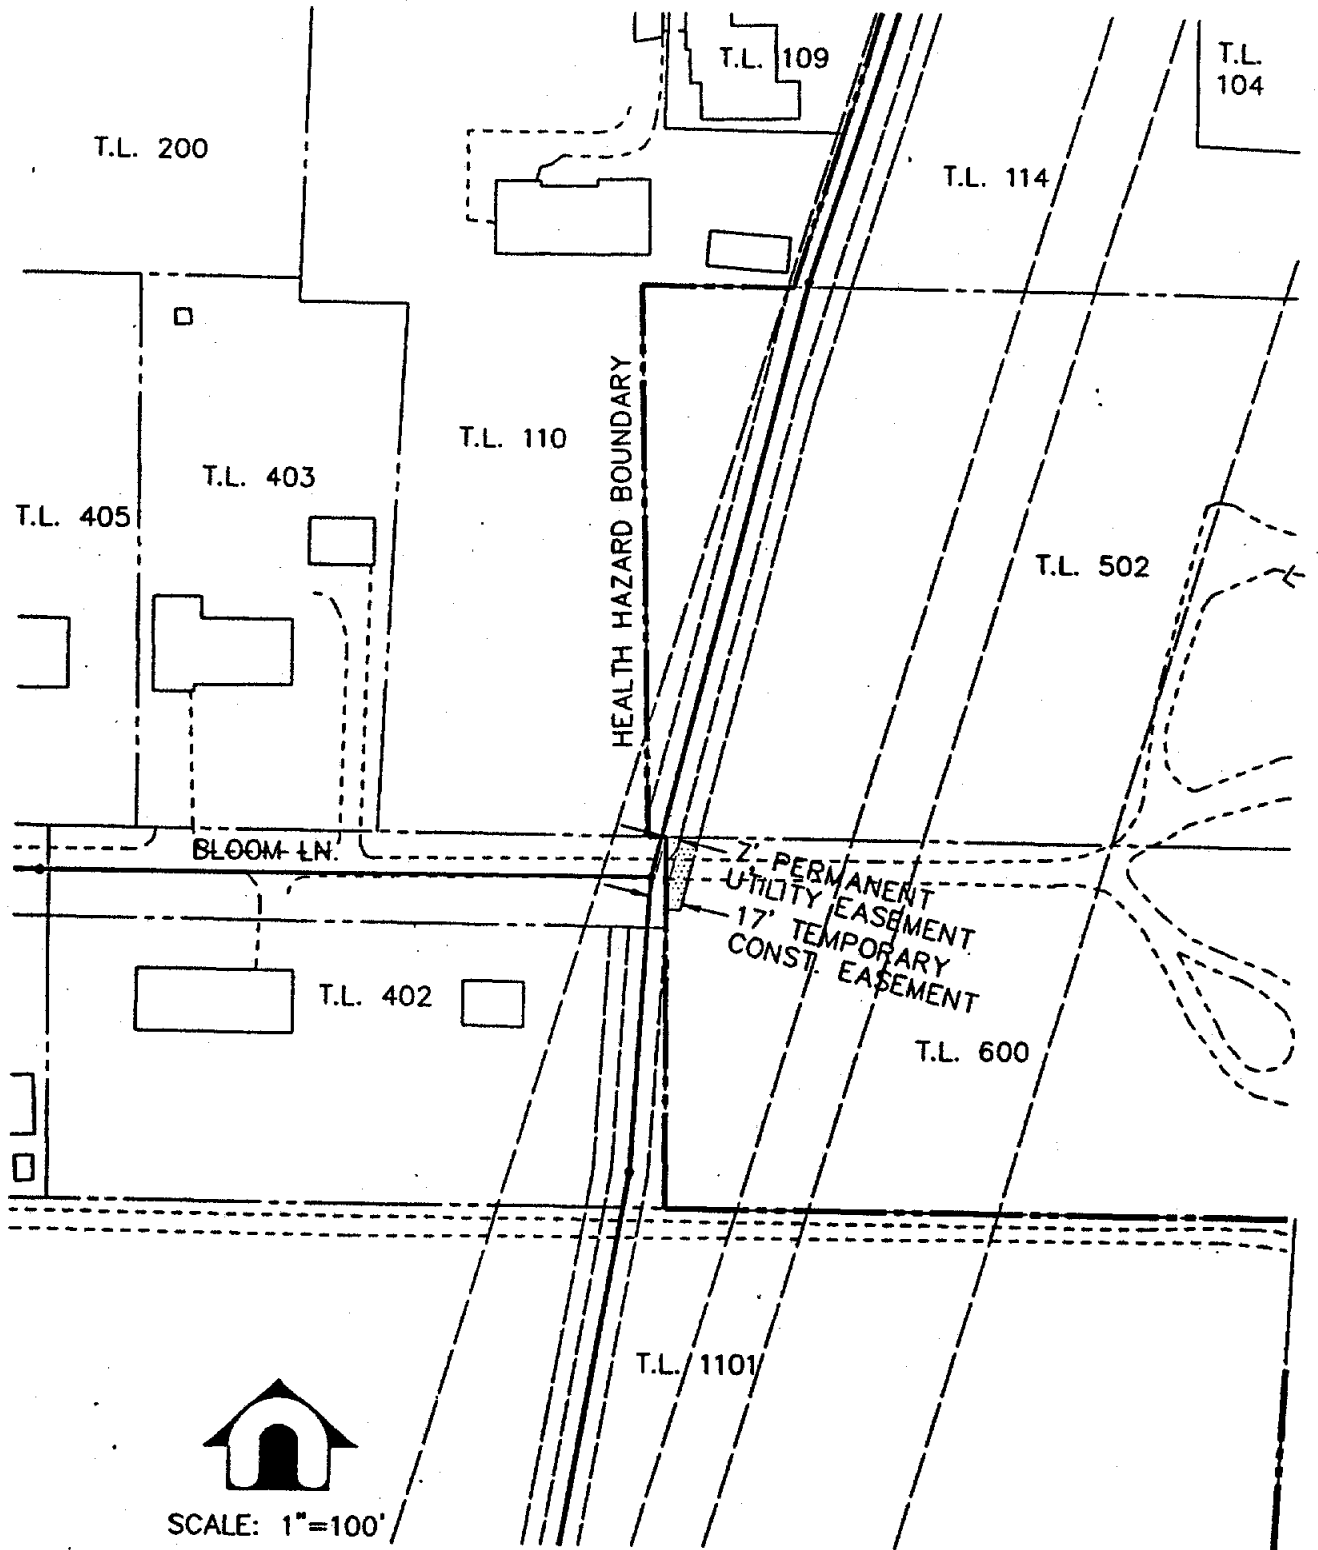 T.L. 109
T.L.
104
T.L. 200
T.L. 114
T.L. 110
HEALTH HAZARD BOUNDARY
T.L. 403
T.L. 405
T.L. 502
BLOOM LN.
2' PERMANENT
UTILITY EASEMENT
17' TEMPORARY
CONST. EASEMENT
T.L. 402
T.L. 600
T.L. 1101
SCALE: 1"=100'